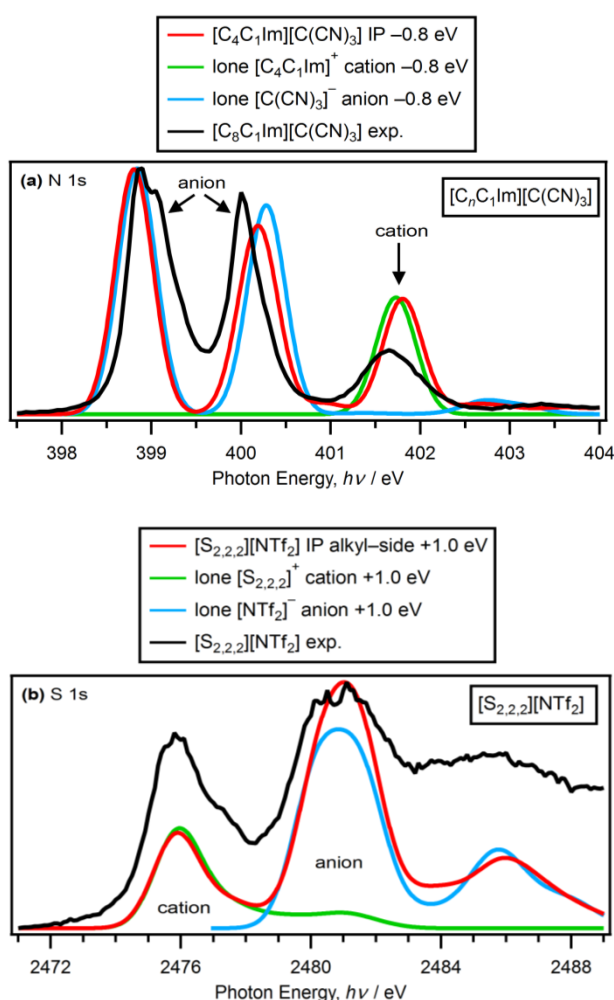 [C₄C₁Im][C(CN)₃] IP –0.8 eV
lone [C₄C₁Im]⁺ cation –0.8 eV
lone [C(CN)₃]⁻ anion –0.8 eV
[C₈C₁Im][C(CN)₃] exp.
(a) N 1s
[CₙC₁Im][C(CN)₃]
anion
cation
398 399 400 401 402 403 404
Photon Energy, hν / eV
[S₂,₂,₂][NTf₂] IP alkyl–side +1.0 eV
lone [S₂,₂,₂]⁺ cation +1.0 eV
lone [NTf₂]⁻ anion +1.0 eV
[S₂,₂,₂][NTf₂] exp.
(b) S 1s
[S₂,₂,₂][NTf₂]
anion
cation
2472 2476 2480 2484 2488
Photon Energy, hν / eV